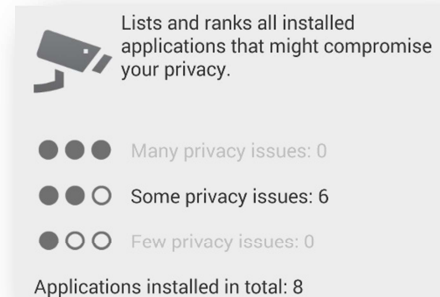 Lists and ranks all installed
applications that might compromise
your privacy.
Many privacy issues: 0
Some privacy issues: 6
Few privacy issues: 0
Applications installed in total: 8